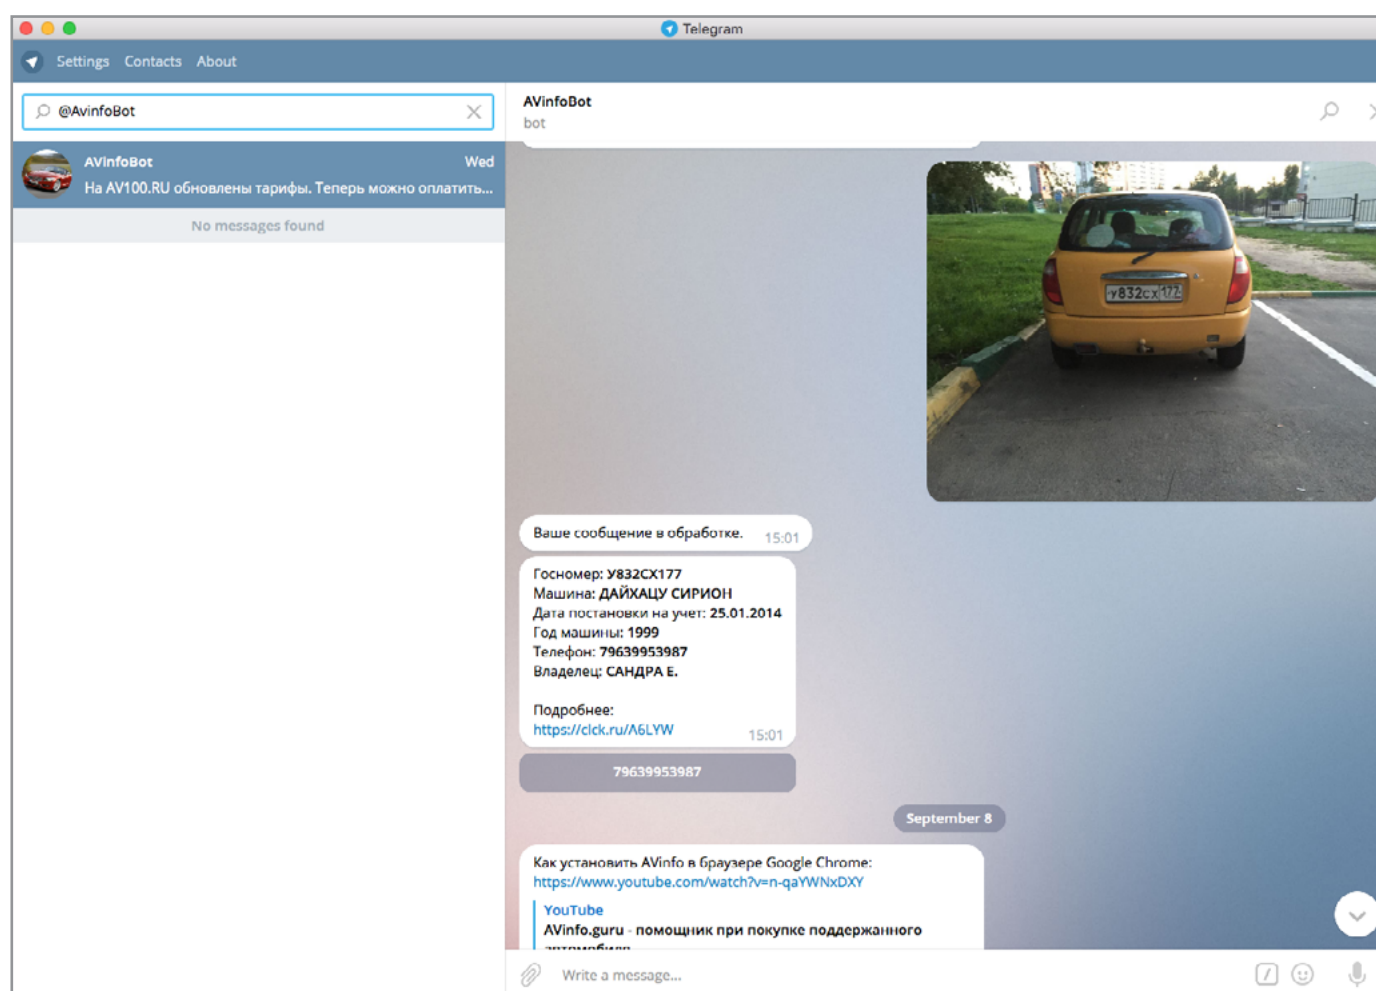 Telegram
Settings Contacts About
@AvinfoBot
AVinfoBot
bot
AVinfoBot Wed
На AV100.RU обновлены тарифы. Теперь можно оплатить...
No messages found
у832сх 177
Ваше сообщение в обработке. 15:01
Госномер: У832СХ177
Машина: ДАЙХАЦУ СИРИОН
Дата постановки на учет: 25.01.2014
Год машины: 1999
Телефон: 79639953987
Владелец: САНДРА Е.
Подробнее:
https://clck.ru/A6LYW 15:01
79639953987
September 8
Как установить AVinfo в браузере Google Chrome:
https://www.youtube.com/watch?v=n-qaYWNxDXY
YouTube
AVinfo.guru - помощник при покупке поддержанного
Write a message...